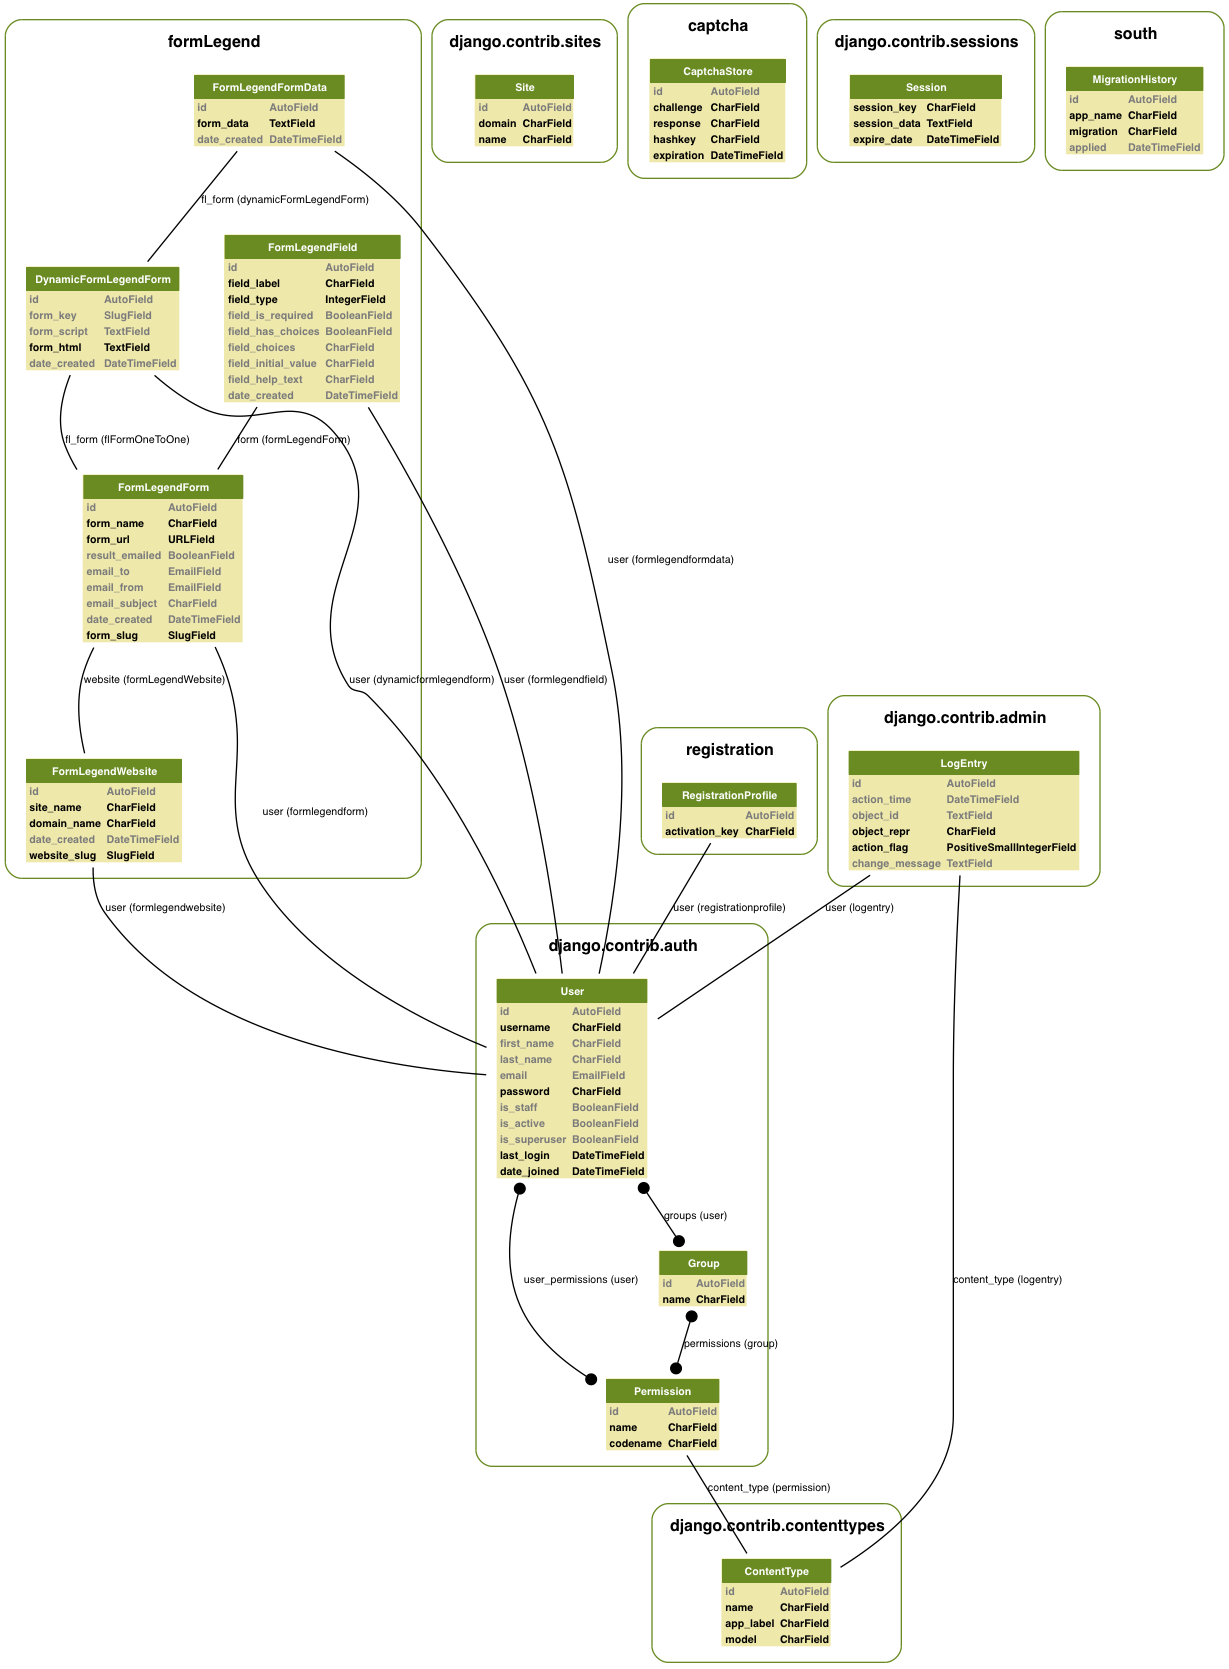 formLegend
FormLegendFormData
id AutoField
form_data TextField
date_created DateTimeField
fl_form (dynamicFormLegendForm)
DynamicFormLegendForm
id AutoField
form_key SlugField
form_script TextField
form_html TextField
date_created DateTimeField
FormLegendField
id AutoField
field_label CharField
field_type IntegerField
field_is_required BooleanField
field_has_choices BooleanField
field_choices CharField
field_initial_value CharField
field_help_text CharField
date_created DateTimeField
fl_form (flFormOneToOne)
form (formLegendForm)
FormLegendForm
id AutoField
form_name CharField
form_url URLField
result_emailed BooleanField
email_to EmailField
email_from EmailField
email_subject CharField
date_created DateTimeField
form_slug SlugField
website (formLegendWebsite)
FormLegendWebsite
id AutoField
site_name CharField
domain_name CharField
date_created DateTimeField
website_slug SlugField
django.contrib.sites
Site
id AutoField
domain CharField
name CharField
captcha
CaptchaStore
id AutoField
challenge CharField
response CharField
hashkey CharField
expiration DateTimeField
django.contrib.sessions
Session
session_key CharField
session_data TextField
expire_date DateTimeField
south
MigrationHistory
id AutoField
app_name CharField
migration CharField
applied DateTimeField
user (formlegendformdata)
user (dynamicformlegendform)
user (formlegendfield)
user (formlegendform)
user (formlegendwebsite)
registration
RegistrationProfile
id AutoField
activation_key CharField
user (registrationprofile)
django.contrib.admin
LogEntry
id AutoField
action_time DateTimeField
object_id TextField
object_repr CharField
action_flag PositiveSmallIntegerField
change_message TextField
user (logentry)
django.contrib.auth
User
id AutoField
username CharField
first_name CharField
last_name CharField
email EmailField
password CharField
is_staff BooleanField
is_active BooleanField
is_superuser BooleanField
last_login DateTimeField
date_joined DateTimeField
groups (user)
Group
id AutoField
name CharField
user_permissions (user)
content_type (logentry)
permissions (group)
Permission
id AutoField
name CharField
codename CharField
content_type (permission)
django.contrib.contenttypes
ContentType
id AutoField
name CharField
app_label CharField
model CharField